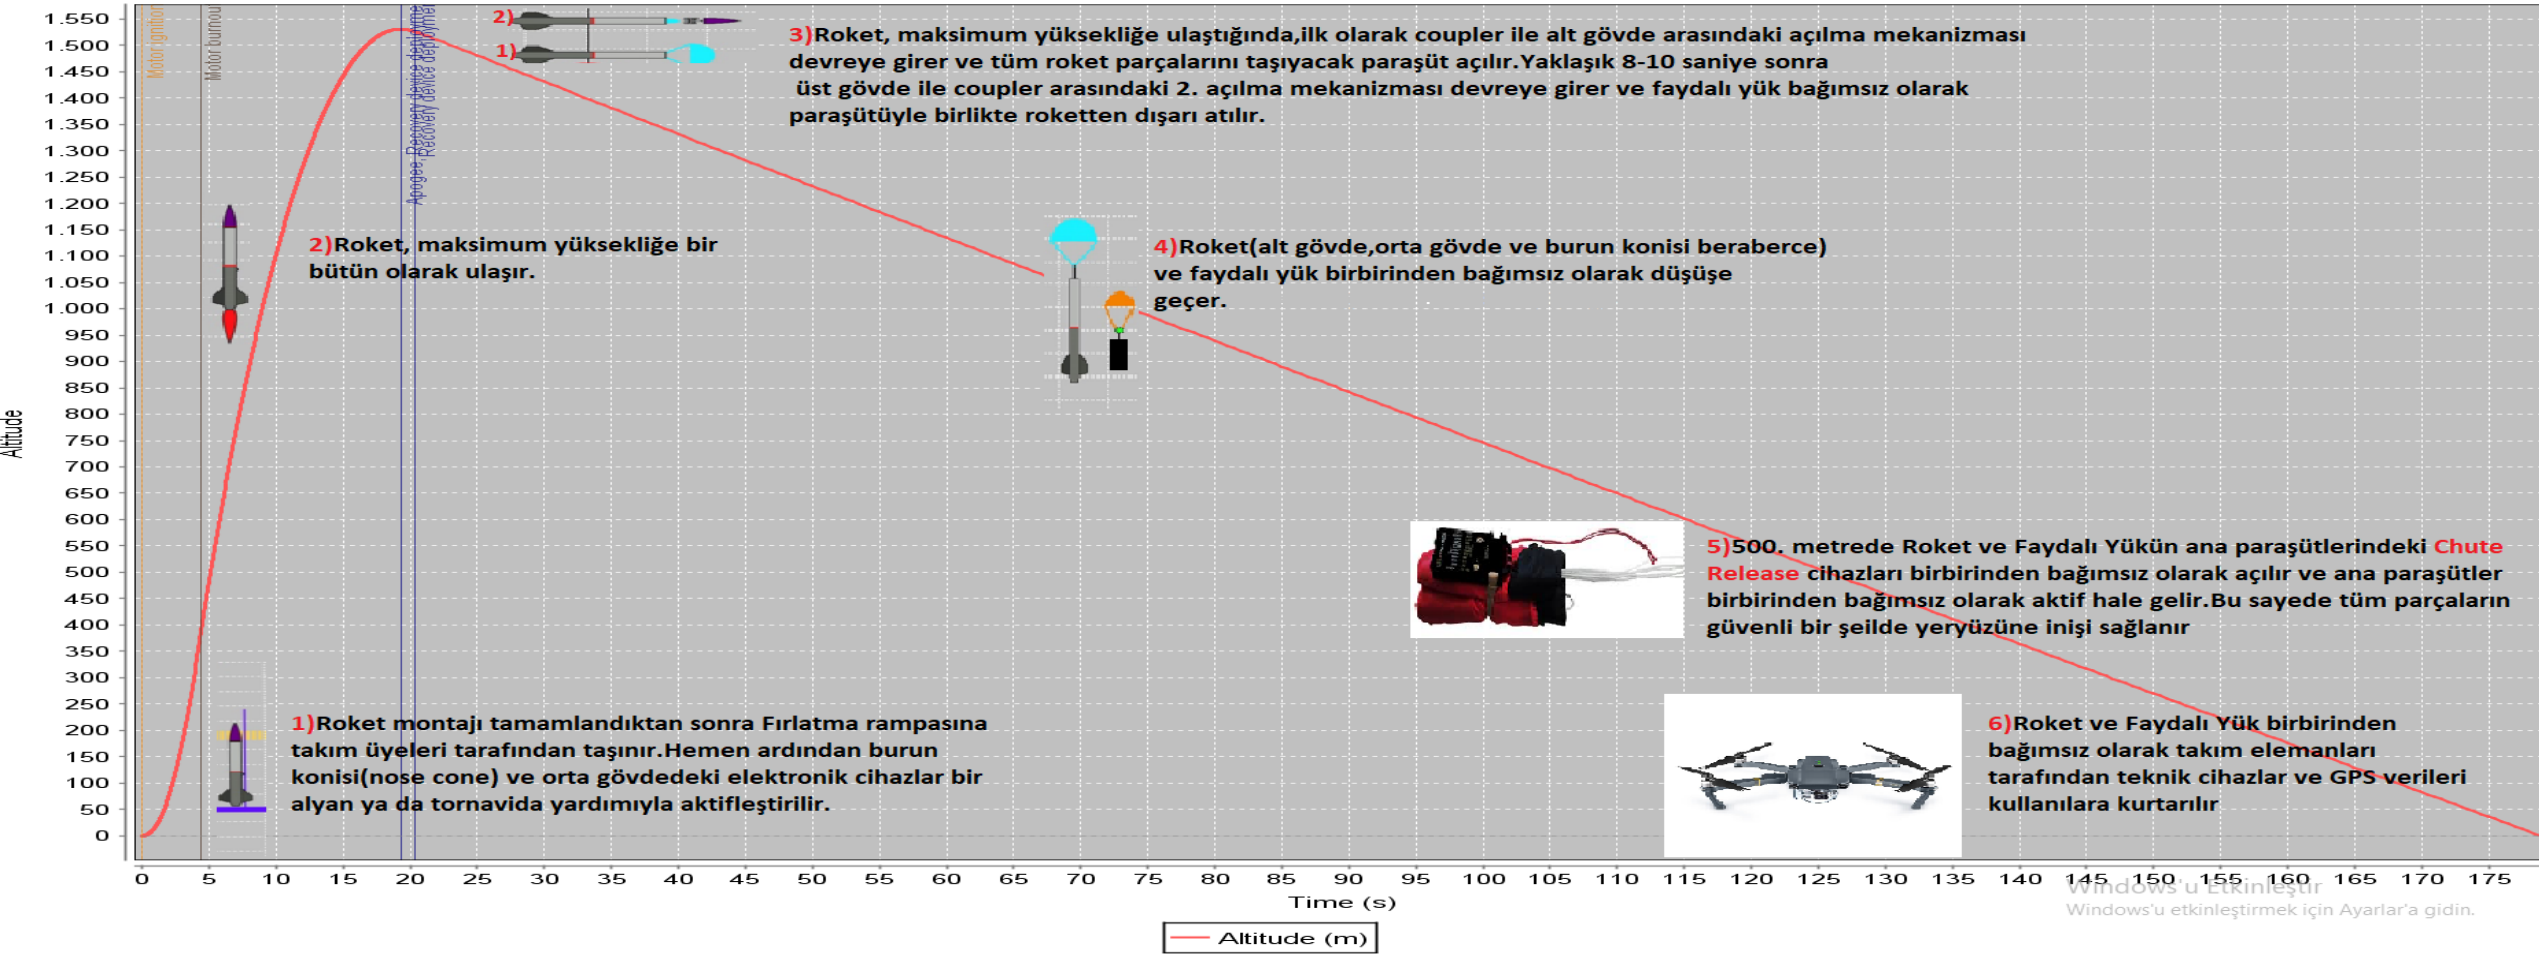 1.550
1.500
1.450
1.400
1.350
1.300
1.250
1.200
1.150
1.100
1.050
1.000
950
900
850
800
750
700
650
600
550
500
450
400
350
300
250
200
150
100
50
0
Altitude
Motor ignition
Motor burnout
Apogee
Recovery device deployme
Recovery device deploymen
2)
1)
3)Roket, maksimum yüksekliğe ulaştığında,ilk olarak coupler ile alt gövde arasındaki açılma mekanizması
devreye girer ve tüm roket parçalarını taşıyacak paraşüt açılır.Yaklaşık 8-10 saniye sonra
üst gövde ile coupler arasındaki 2. açılma mekanizması devreye girer ve faydalı yük bağımsız olarak
paraşütüyle birlikte roketten dışarı atılır.
2)Roket, maksimum yüksekliğe bir
bütün olarak ulaşır.
4)Roket(alt gövde,orta gövde ve burun konisi beraberce)
ve faydalı yük birbirinden bağımsız olarak düşüşe
geçer.
5)500. metrede Roket ve Faydalı Yükün ana paraşütlerindeki Chute
Release cihazları birbirinden bağımsız olarak açılır ve ana paraşütler
birbirinden bağımsız olarak aktif hale gelir.Bu sayede tüm parçaların
güvenli bir şeilde yeryüzüne inişi sağlanır
1)Roket montajı tamamlandıktan sonra Fırlatma rampasına
takım üyeleri tarafından taşınır.Hemen ardından burun
konisi(nose cone) ve orta gövdedeki elektronik cihazlar bir
alyan ya da tornavida yardımıyla aktifleştirilir.
6)Roket ve Faydalı Yük birbirinden
bağımsız olarak takım elemanları
tarafından teknik cihazlar ve GPS verileri
kullanılara kurtarılır
0 5 10 15 20 25 30 35 40 45 50 55 60 65 70 75 80 85 90 95 100 105 110 115 120 125 130 135 140 145 150 155 160 165 170 175
Time (s)
Altitude (m)
Windows'u Etkinleştir
Windows'u etkinleştirmek için Ayarlar'a gidin.